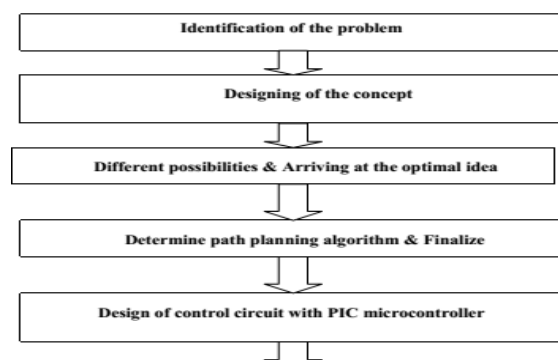 Identification of the problem
Designing of the concept
Different possibilities & Arriving at the optimal idea
Determine path planning algorithm & Finalize
Design of control circuit with PIC microcontroller